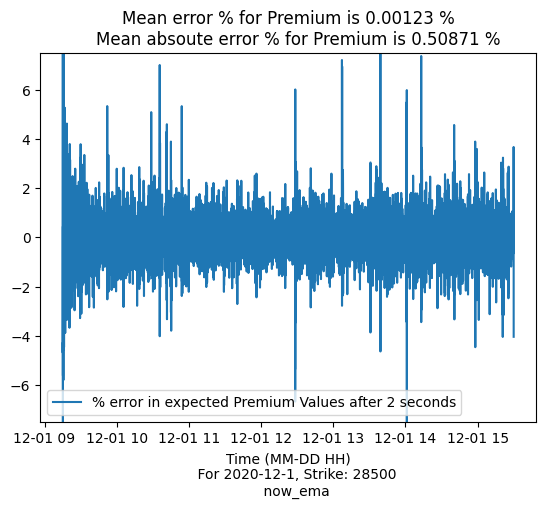 Mean error % for Premium is 0.00123 %
Mean absoute error % for Premium is 0.50871 %
6
4
2
0
−2
−4
−6
% error in expected Premium Values after 2 seconds
12-01 09 12-01 10 12-01 11 12-01 12 12-01 13 12-01 14 12-01 15
Time (MM-DD HH)
For 2020-12-1, Strike: 28500
now_ema